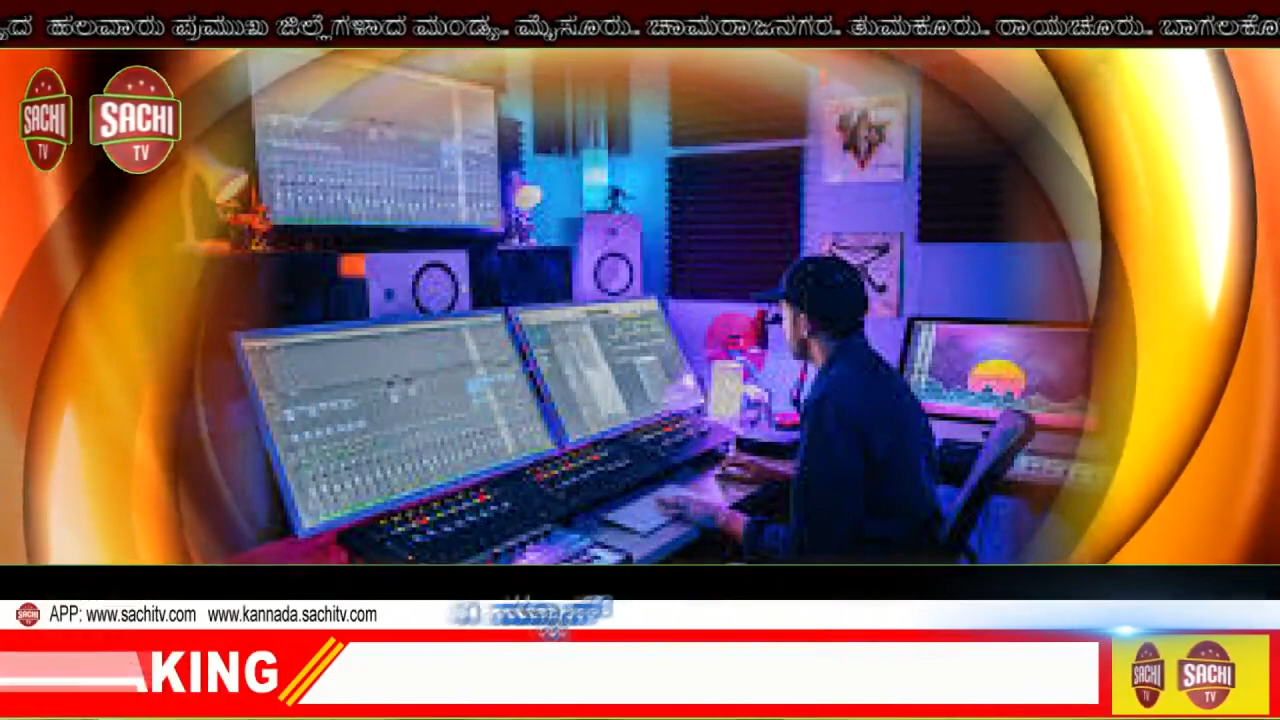 ಹಲವಾರು ಪ್ರಮುಖ ಜಿಲ್ಲೆಗಳಾದ ಮಂಡ್ಯ.. ಮೈಸೂರು.. ಚಾಮರಾಜನಗರ.. ತುಮಕೂರು.. ರಾಯಚೂರು..
SACHI SACHI
TV TV
APP: www.sachitv.com www.kannada.sachitv.com
KING
SACHI SACHI
TV TV